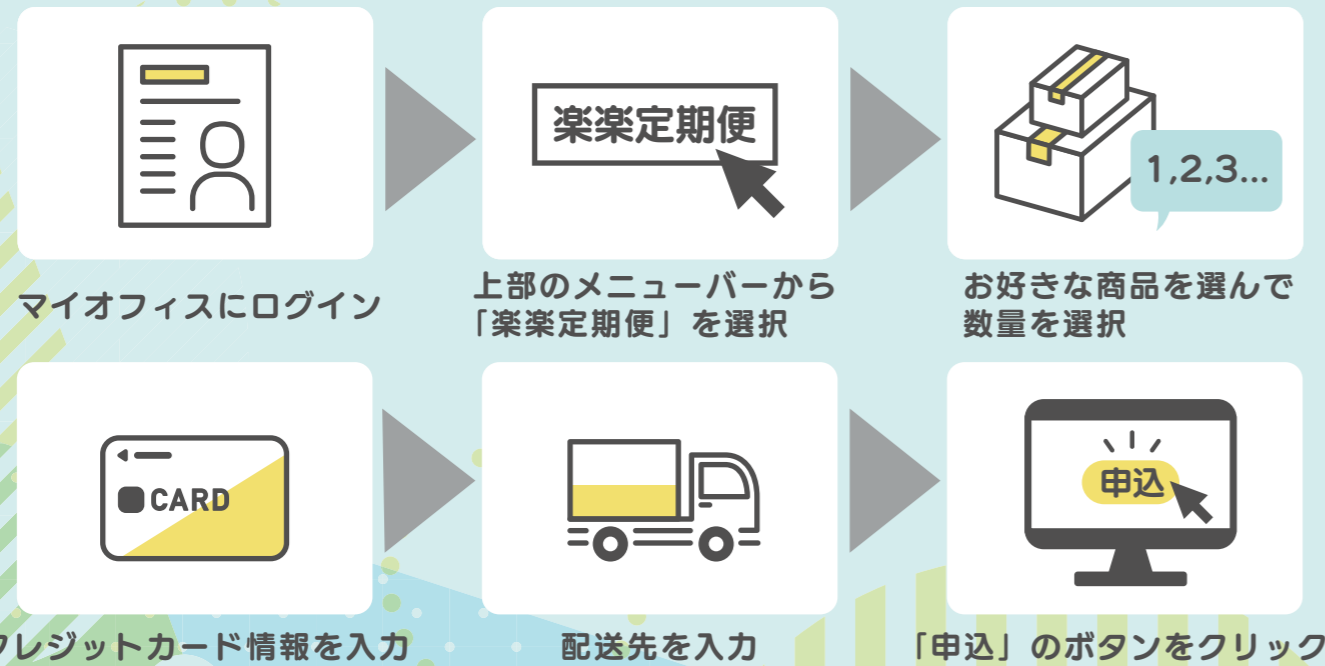 楽楽定期便
1,2,3...
マイオフィスにログイン
上部のメニューバーから
「楽楽定期便」を選択
お好きな商品を選んで
数量を選択
CARD
申込
クレジットカード情報を入力
配送先を入力
「申込」のボタンをクリック